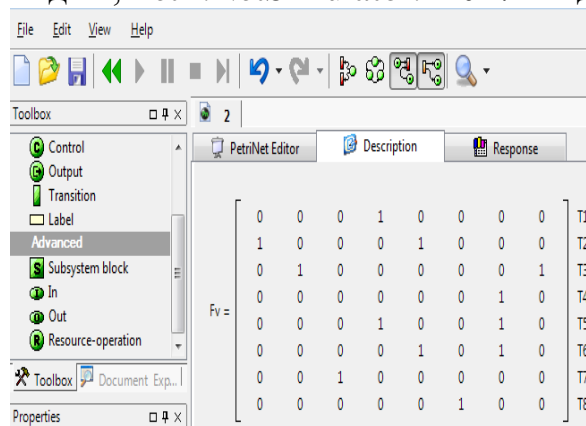 File Edit View Help
Toolbox
2
Control
Output
Transition
Label
Advanced
Subsystem block
In
Out
Resource-operation
Toolbox Document Exp...
Properties
PetriNet Editor Description Response
Fv =
0 0 0 1 0 0 0 0 T1
1 0 0 0 1 0 0 0 T2
0 1 0 0 0 0 0 1 T3
0 0 0 0 0 0 1 0 T4
0 0 0 1 0 0 1 0 T5
0 0 0 0 1 0 1 0 T6
0 0 1 0 0 0 0 0 T7
0 0 0 0 0 1 0 0 T8